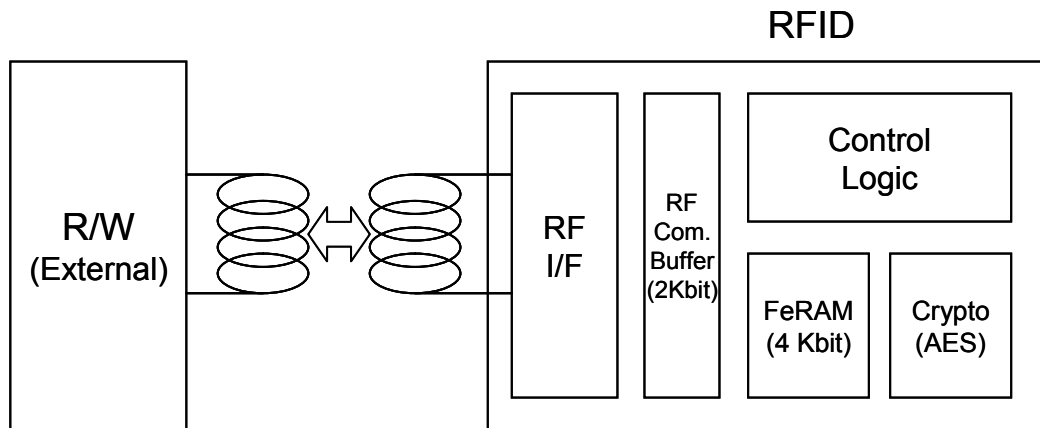 RFID
R/W
(External)
RF
I/F
RF
Com.
Buffer
(2Kbit)
Control
Logic
FeRAM
(4 Kbit)
Crypto
(AES)